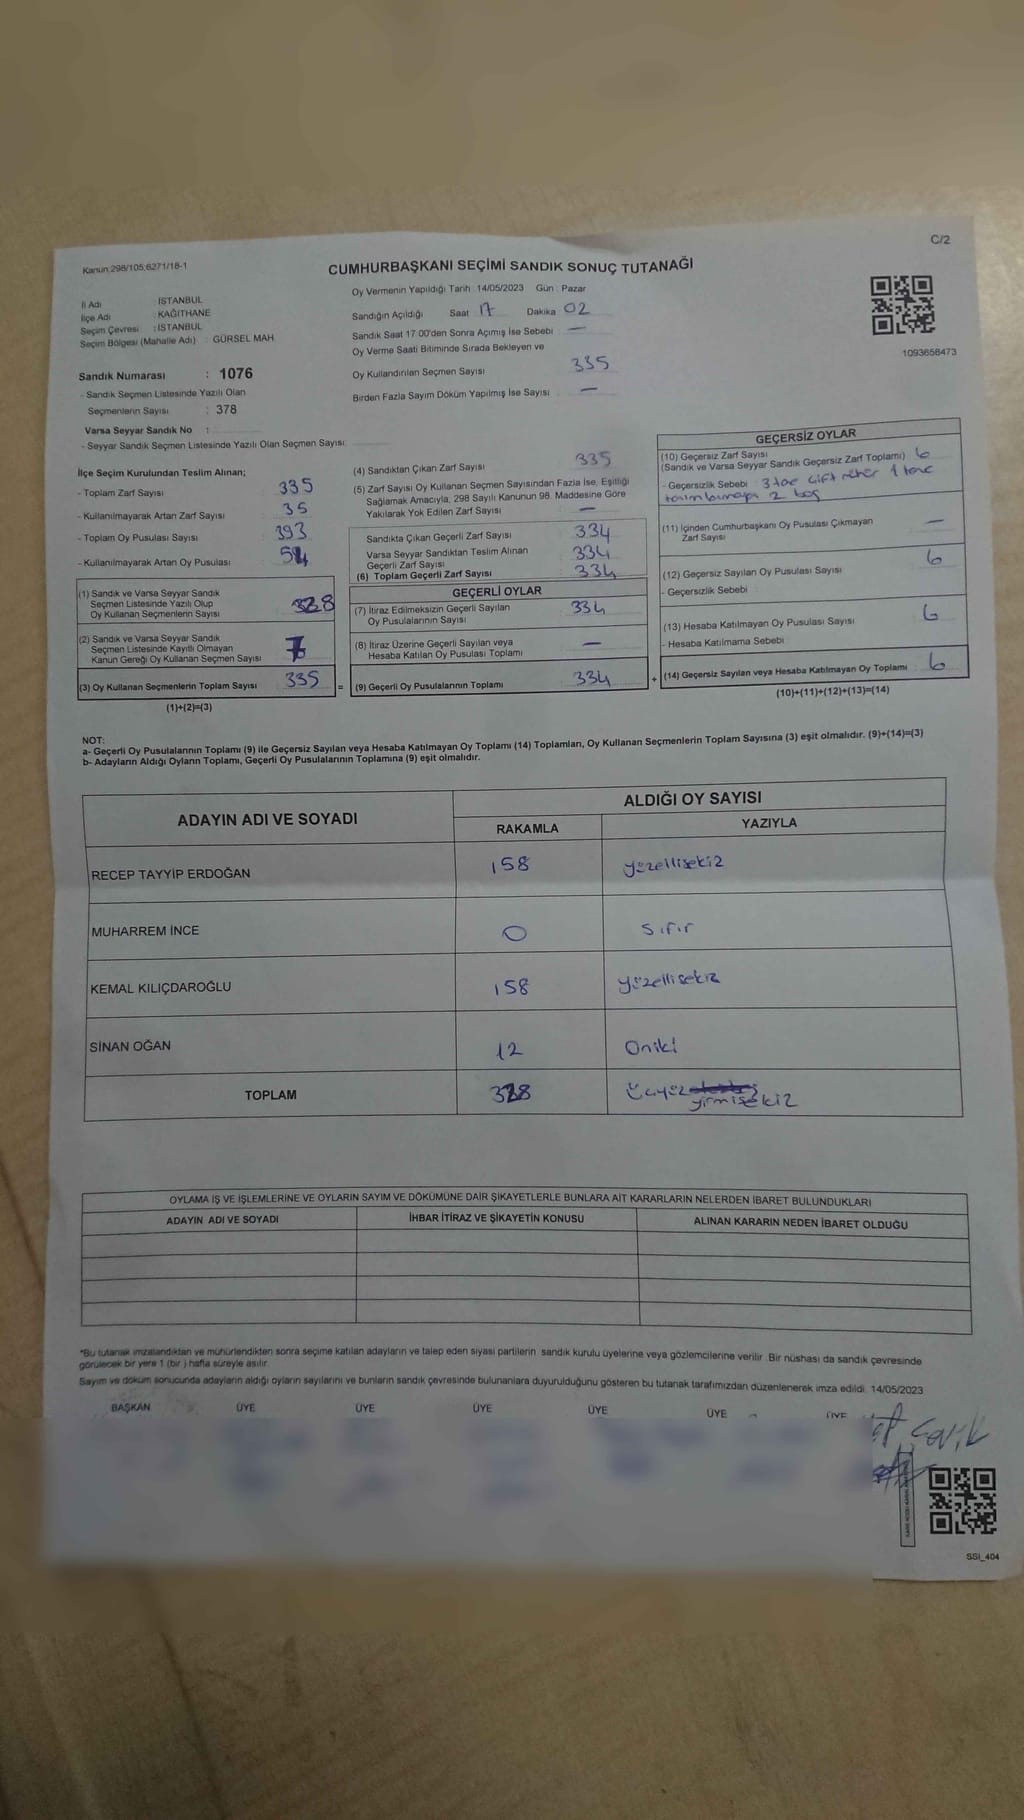 C/2
Kanun:298/105;6271/18-1
CUMHURBAŞKANI SEÇİMİ SANDIK SONUÇ TUTANAĞI
İl Adı : İSTANBUL
İlçe Adı : KAĞITHANE
Seçim Çevresi : İSTANBUL
Seçim Bölgesi (Mahalle Adı) : GÜRSEL MAH
Sandık Numarası : 1076
- Sandık Seçmen Listesinde Yazılı Olan
Seçmenlerin Sayısı : 378
Varsa Seyyar Sandık No :
- Seyyar Sandık Seçmen Listesinde Yazılı Olan Seçmen Sayısı:
Oy Vermenin Yapıldığı Tarih : 14/05/2023 Gün : Pazar
Sandığın Açıldığı Saat 17 Dakika 02
Sandık Saat 17:00'den Sonra Açılmış İse Sebebi —
Oy Verme Saati Bitiminde Sırada Bekleyen ve
Oy Kullandırılan Seçmen Sayısı 335
Birden Fazla Sayım Döküm Yapılmış İse Sayısı —
1093658473
İlçe Seçim Kurulundan Teslim Alınan;
- Toplam Zarf Sayısı 335
- Kullanılmayarak Artan Zarf Sayısı 35
- Toplam Oy Pusulası Sayısı 393
- Kullanılmayarak Artan Oy Pusulası
(1) Sandık ve Varsa Seyyar Sandık
Seçmen Listesinde Yazılı Olup
Oy Kullanan Seçmenlerin Sayısı 328
(2) Sandık ve Varsa Seyyar Sandık
Seçmen Listesinde Kayıtlı Olmayan
Kanun Gereği Oy Kullanan Seçmen Sayısı 7
(3) Oy Kullanan Seçmenlerin Toplam Sayısı 335
(1)+(2)=(3)
(4) Sandıktan Çıkan Zarf Sayısı 335
(5) Zarf Sayısı Oy Kullanan Seçmen Sayısından Fazla İse, Eşitliği
Sağlamak Amacıyla, 298 Sayılı Kanunun 98. Maddesine Göre
Yakılarak Yok Edilen Zarf Sayısı —
Sandıkta Çıkan Geçerli Zarf Sayısı 334
Varsa Seyyar Sandıktan Teslim Alınan
Geçerli Zarf Sayısı 334
(6) Toplam Geçerli Zarf Sayısı 334
GEÇERLİ OYLAR
(7) İtiraz Edilmeksizin Geçerli Sayılan
Oy Pusulalarının Sayısı 334
(8) İtiraz Üzerine Geçerli Sayılan veya
Hesaba Katılan Oy Pusulası Toplamı —
= (9) Geçerli Oy Pusulalarının Toplamı 334
GEÇERSİZ OYLAR
(10) Geçersiz Zarf Sayısı
(Sandık ve Varsa Seyyar Sandık Geçersiz Zarf Toplamı) 6
- Geçersizlik Sebebi 3 tane çift mühür 1 tane
2 boş
(11) İçinden Cumhurbaşkanı Oy Pusulası Çıkmayan
Zarf Sayısı —
(12) Geçersiz Sayılan Oy Pusulası Sayısı 6
- Geçersizlik Sebebi
(13) Hesaba Katılmayan Oy Pusulası Sayısı 6
- Hesaba Katılmama Sebebi
+ (14) Geçersiz Sayılan veya Hesaba Katılmayan Oy Toplamı 6
(10)+(11)+(12)+(13)=(14)
NOT:
a- Geçerli Oy Pusulalarının Toplamı (9) ile Geçersiz Sayılan veya Hesaba Katılmayan Oy Toplamı (14) Toplamları, Oy Kullanan Seçmenlerin Toplam Sayısına (3) eşit olmalıdır. (9)+(14)=(3)
b- Adayların Aldığı Oyların Toplamı, Geçerli Oy Pusulalarının Toplamına (9) eşit olmalıdır.
ADAYIN ADI VE SOYADI
ALDIĞI OY SAYISI
RAKAMLA YAZIYLA
RECEP TAYYİP ERDOĞAN 158 yüzellisekiz
MUHARREM İNCE 0 Sıfır
KEMAL KILIÇDAROĞLU 158 yüzellisekiz
SİNAN OĞAN 12 Oniki
TOPLAM 328 Üçyüz
yirmisekiz
OYLAMA İŞ VE İŞLEMLERİNE VE OYLARIN SAYIM VE DÖKÜMÜNE DAİR ŞİKAYETLERLE BUNLARA AİT KARARLARIN NELERDEN İBARET BULUNDUKLARI
ADAYIN ADI VE SOYADI İHBAR İTİRAZ VE ŞİKAYETİN KONUSU ALINAN KARARIN NEDEN İBARET OLDUĞU
*Bu tutanak imzalandıktan ve mühürlendikten sonra seçime katılan adayların ve talep eden siyasi partilerin sandık kurulu üyelerine veya gözlemcilerine verilir. Bir nüshası da sandık çevresinde
görülecek bir yere 1 (bir ) hafta süreyle asılır.
Sayım ve döküm sonucunda adayların aldığı oyların sayılarını ve bunların sandık çevresinde bulunanlara duyurulduğunu gösteren bu tutanak tarafımızdan düzenlenerek imza edildi. 14/05/2023
BAŞKAN ÜYE ÜYE ÜYE ÜYE ÜYE ÜYE
SSI_404